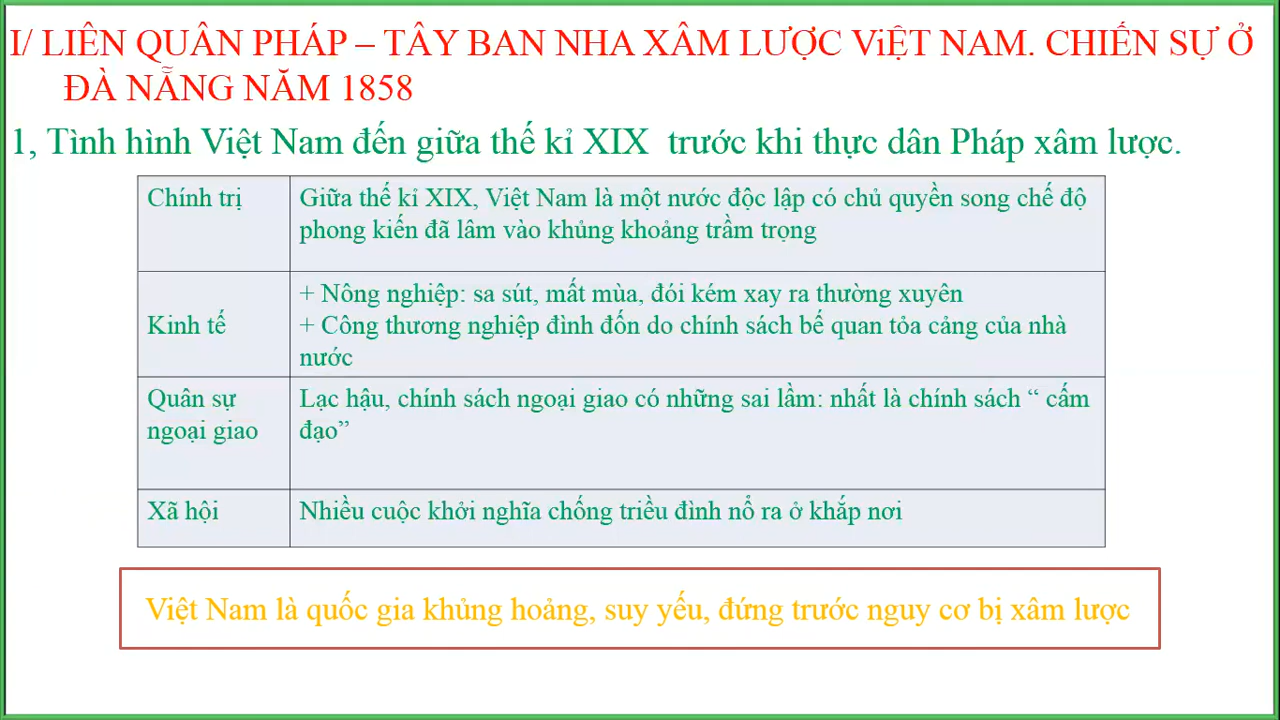 I/ LIÊN QUÂN PHÁP – TÂY BAN NHA XÂM LƯỢC ViỆT NAM. CHIẾN SỰ Ở
ĐÀ NẴNG NĂM 1858
1, Tình hình Việt Nam đến giữa thế kỉ XIX trước khi thực dân Pháp xâm lược.
Chính trị
Giữa thế kỉ XIX, Việt Nam là một nước độc lập có chủ quyền song chế độ
phong kiến đã lâm vào khủng khoảng trầm trọng
Kinh tế
+ Nông nghiệp: sa sút, mất mùa, đói kém xay ra thường xuyên
+ Công thương nghiệp đình đốn do chính sách bế quan tỏa cảng của nhà
nước
Quân sự
ngoại giao
Lạc hậu, chính sách ngoại giao có những sai lầm: nhất là chính sách “ cấm
đạo”
Xã hội
Nhiều cuộc khởi nghĩa chống triều đình nổ ra ở khắp nơi
Việt Nam là quốc gia khủng hoảng, suy yếu, đứng trước nguy cơ bị xâm lược